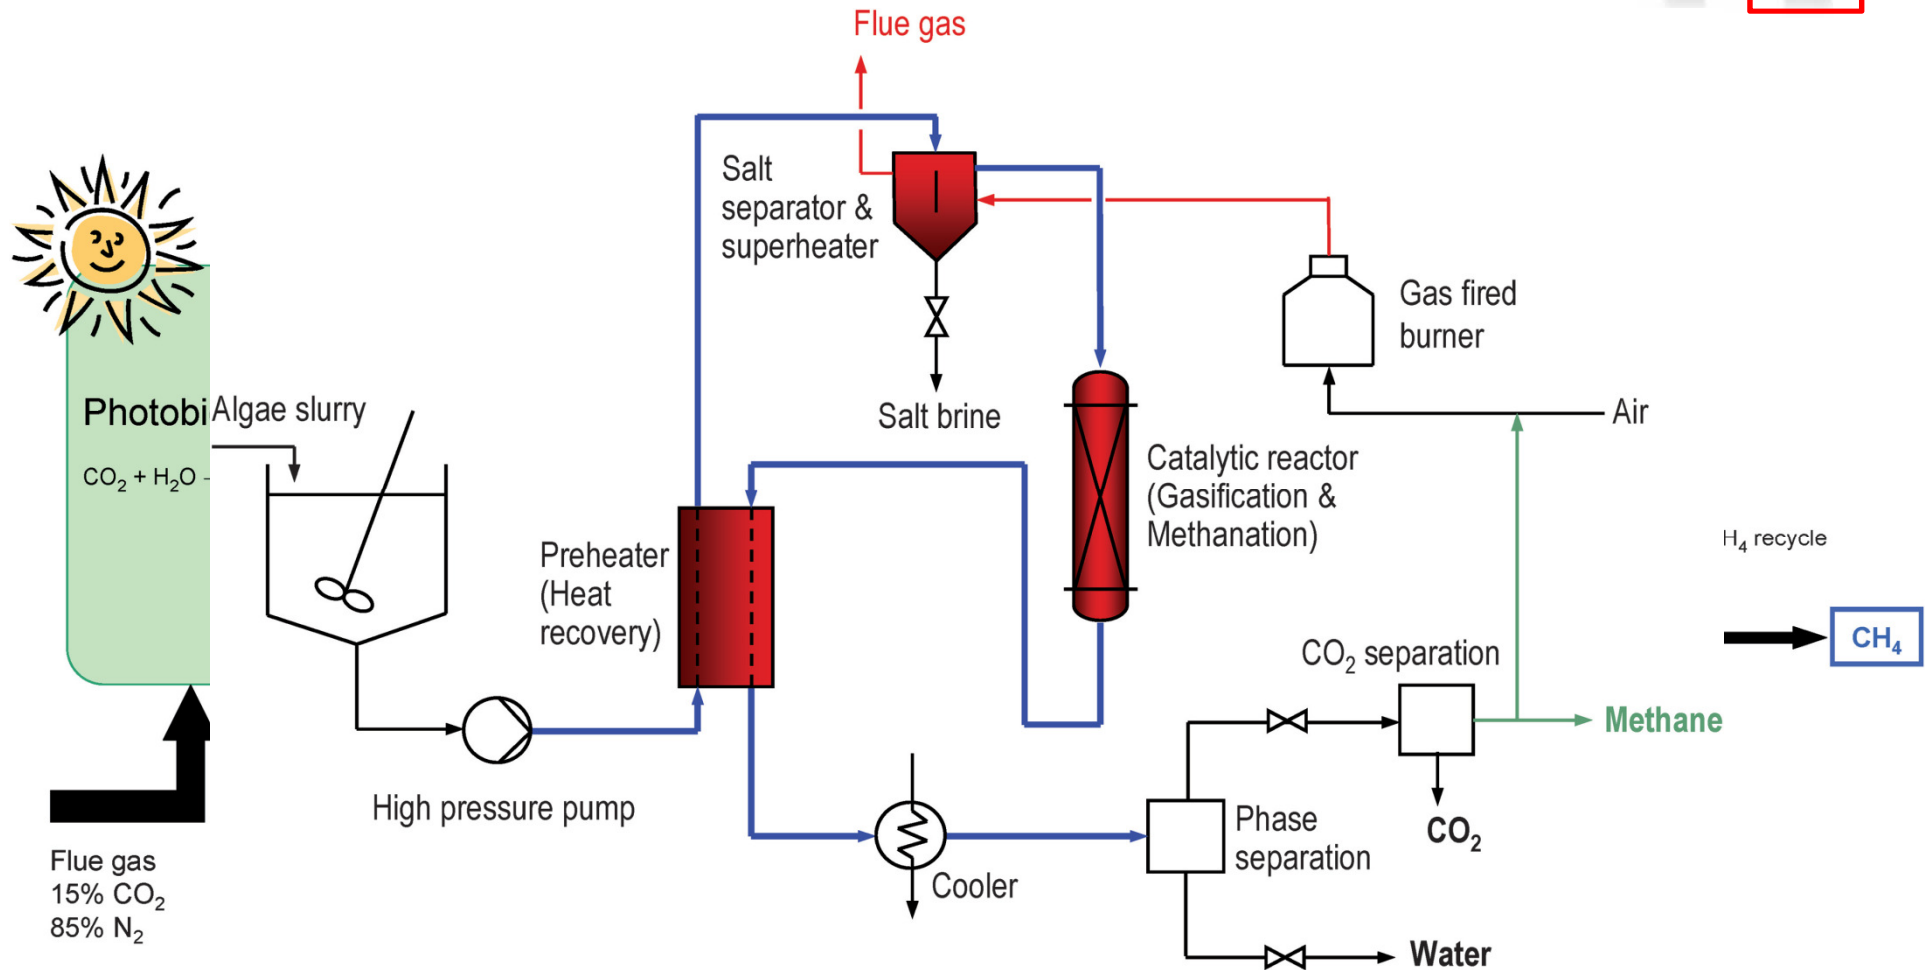 Flue gas
Salt
separator &
superheater
Gas fired
burner
Salt brine
Air
Photobi
Algae slurry
CO₂ + H₂O -
Catalytic reactor
(Gasification &
Methanation)
Preheater
(Heat
recovery)
H₄ recycle
CH₄
CO₂ separation
Methane
High pressure pump
Phase
separation
CO₂
Cooler
Flue gas
15% CO₂
85% N₂
Water